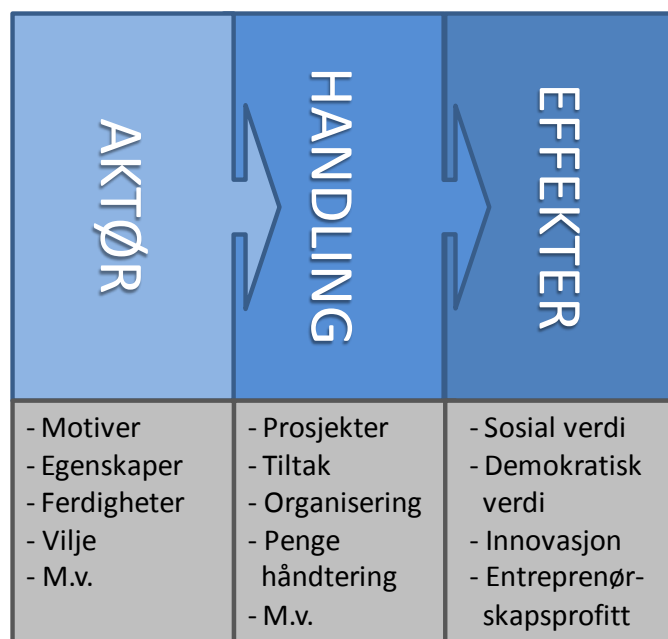 AKTØR
HANDLING
EFFEKTER
- Motiver
- Egenskaper
- Ferdigheter
- Vilje
- M.v.
- Prosjekter
- Tiltak
- Organisering
- Penge
håndtering
- M.v.
- Sosial verdi
- Demokratisk
verdi
- Innovasjon
- Entreprenør-
skapsprofitt